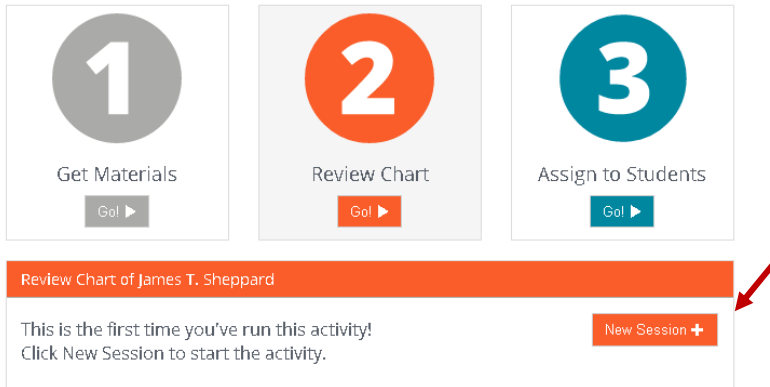 1
2
3
Get Materials
Review Chart
Assign to Students
Go!
Go!
Go!
Review Chart of James T. Sheppard
This is the first time you've run this activity!
New Session
Click New Session to start the activity.